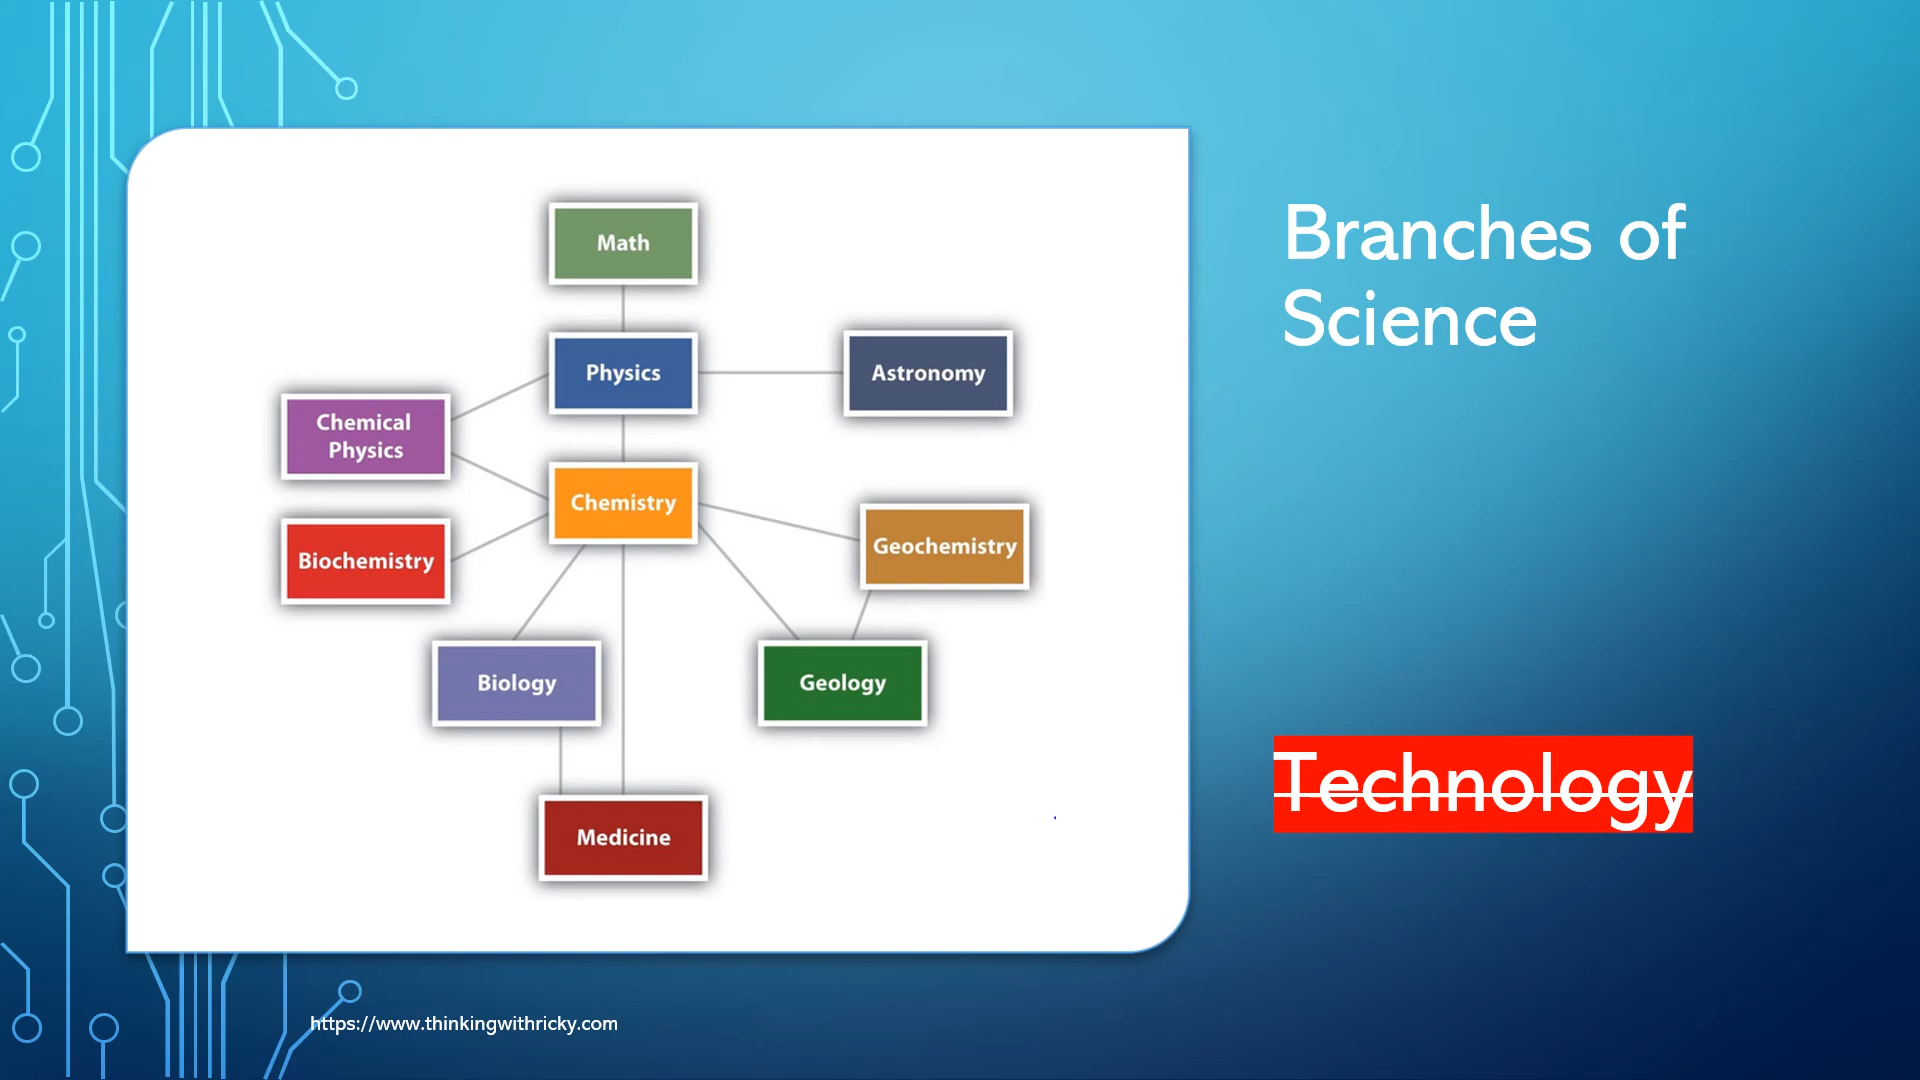 Branches of
Science
Math
Physics
Astronomy
Chemical
Physics
Chemistry
Biochemistry
Geochemistry
Biology
Geology
Medicine
Technology
https://www.thinkingwithricky.com